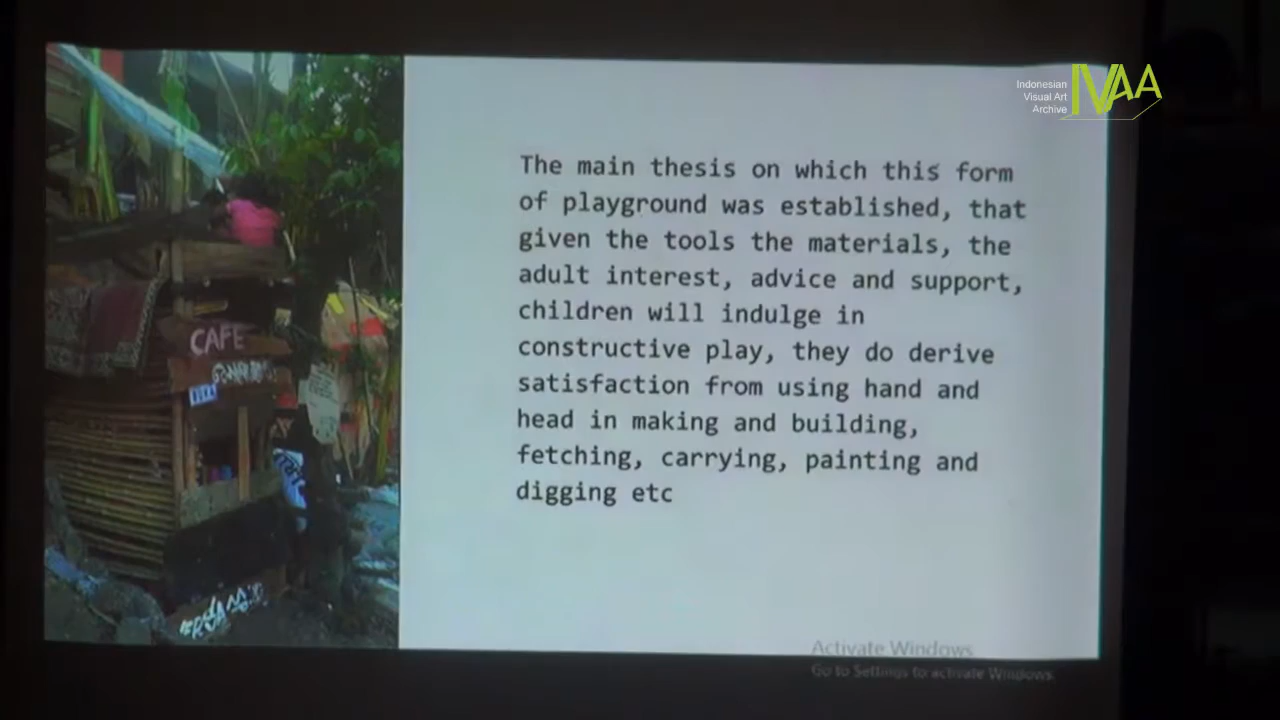 Indonesian
Visual Art
Archive
IVAA
The main thesis on which this form
of playground was established, that
given the tools the materials, the
adult interest, advice and support,
children will indulge in
constructive play, they do derive
satisfaction from using hand and
head in making and building,
fetching, carrying, painting and
digging etc
CAFE
Activate Windows
Go to Settings to activate Windows.